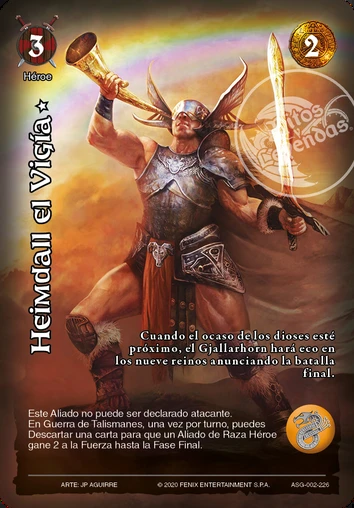 3
2
Héroe
Mitos
Leyendas
Heimdall el Vigía
Cuando el ocaso de los dioses esté
próximo, el Gjallarhorn hará eco en
los nueve reinos anunciando la batalla
final.
Este Aliado no puede ser declarado atacante.
En Guerra de Talismanes, una vez por turno, puedes
Descartar una carta para que un Aliado de Raza Héroe
gane 2 a la Fuerza hasta la Fase Final.
ARTE: JP AGUIRRE
© 2020 FENIX ENTERTAINMENT S.P.A.
ASG-002-226